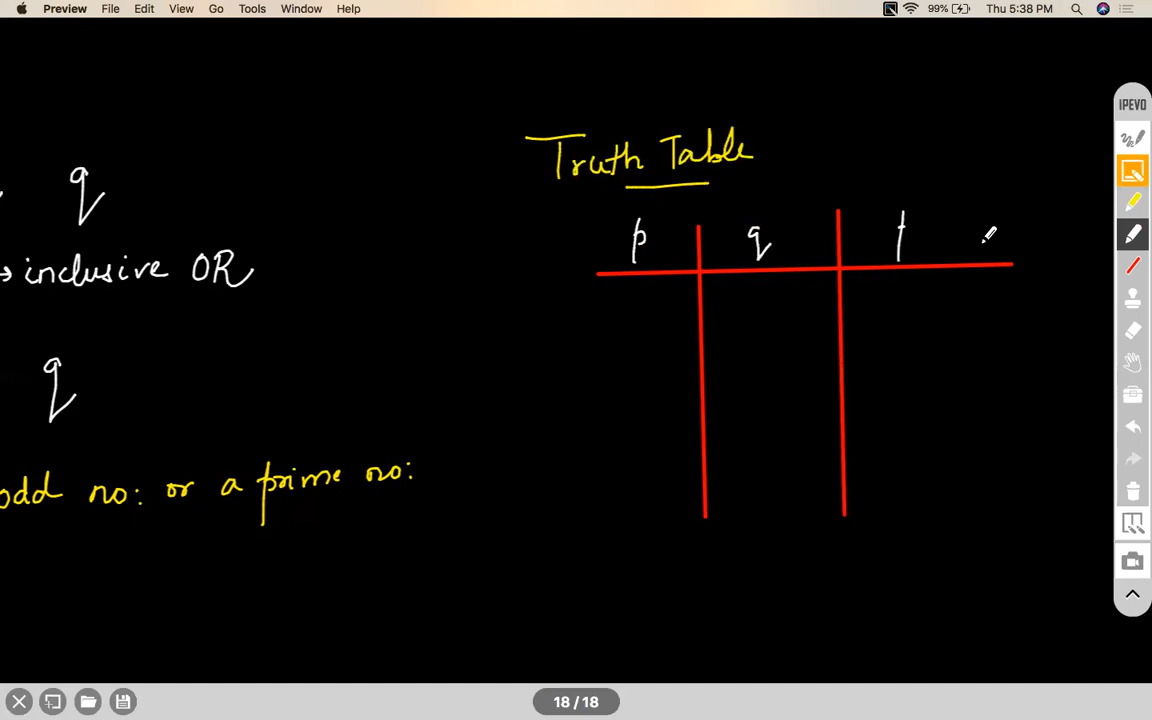 Preview File Edit View Go Tools Window Help 99% Thu 5:38 PM
IPEVO
Truth Table
q
p q
→ inclusive OR
q
odd no: or a prime no:
18 / 18